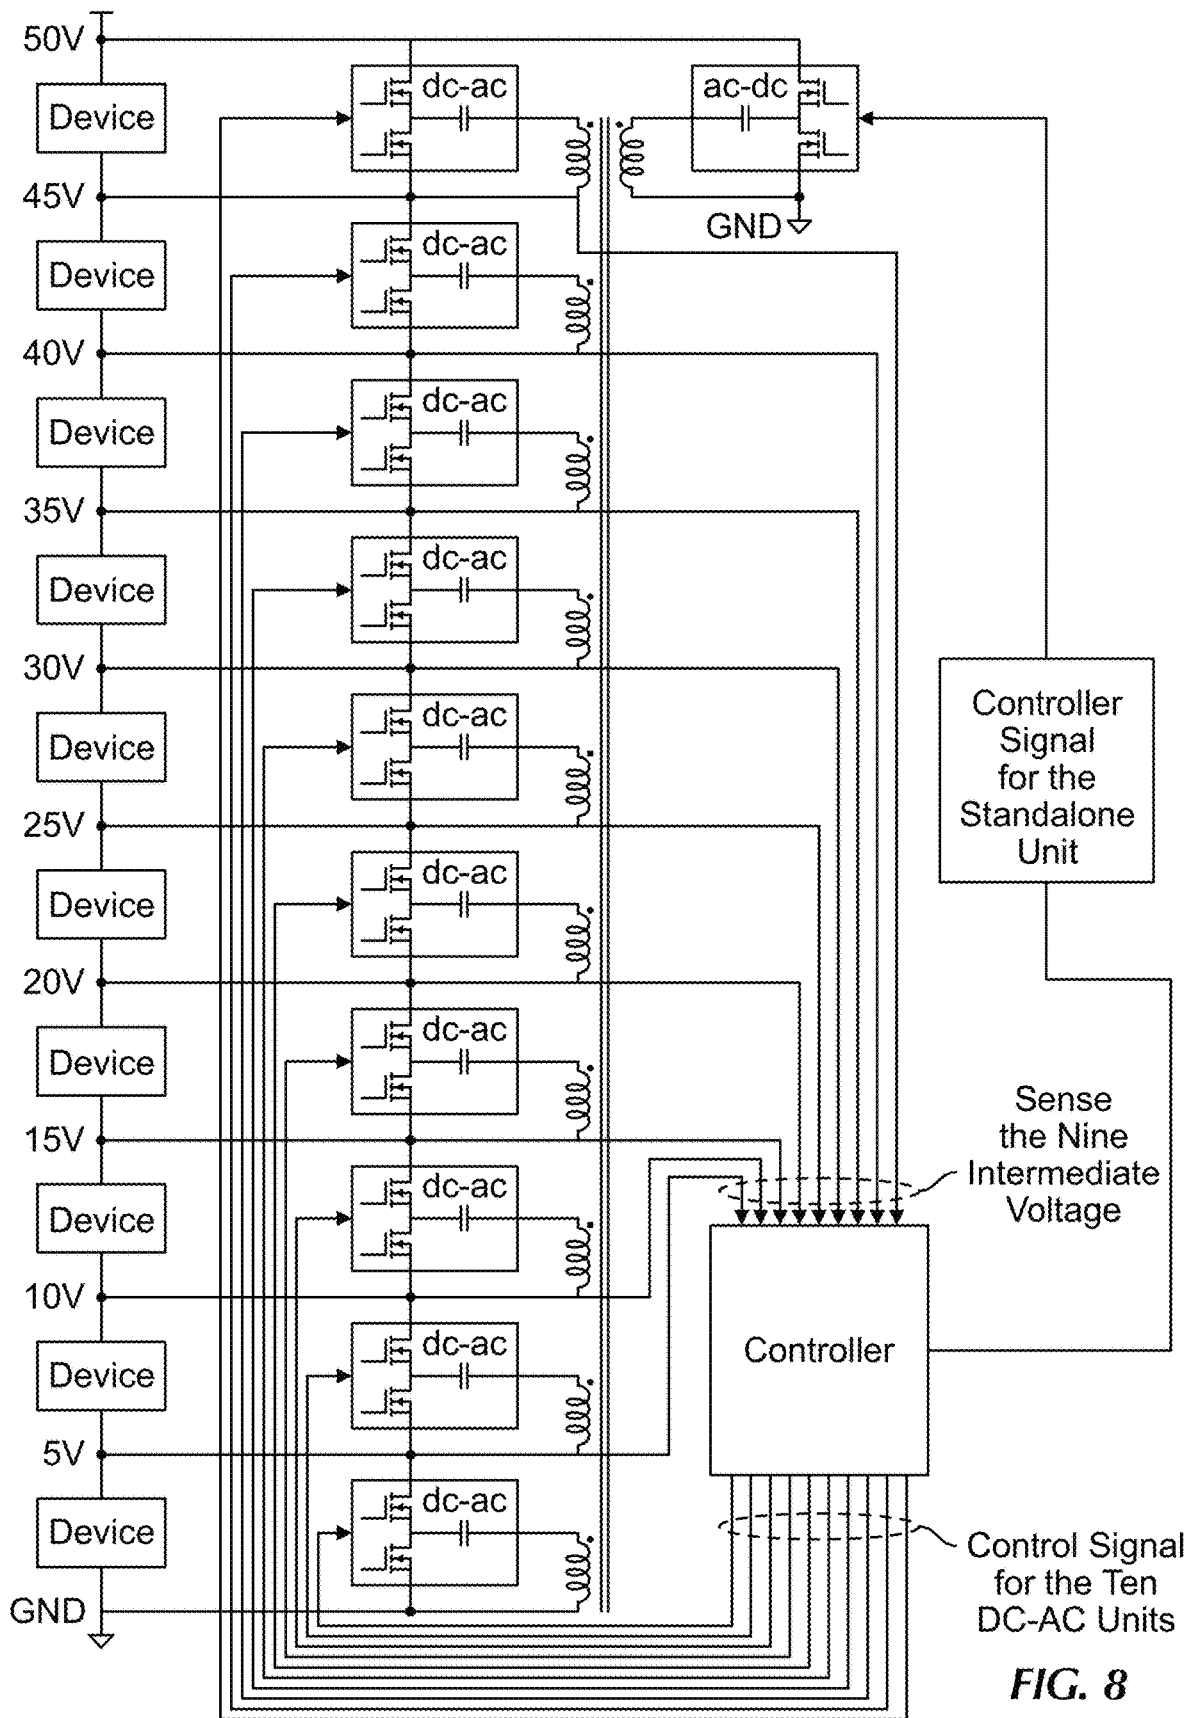 50V
dc-ac
ac-dc
Device
45V
GND
dc-ac
Device
40V
dc-ac
Device
35V
dc-ac
Device
30V
dc-ac
Device
Controller
Signal
for the
Standalone
Unit
25V
dc-ac
Device
20V
dc-ac
Device
Sense
the Nine
Intermediate
Voltage
15V
dc-ac
Device
10V
dc-ac
Device
Controller
5V
dc-ac
Device
Control Signal
for the Ten
DC-AC Units
GND
FIG. 8